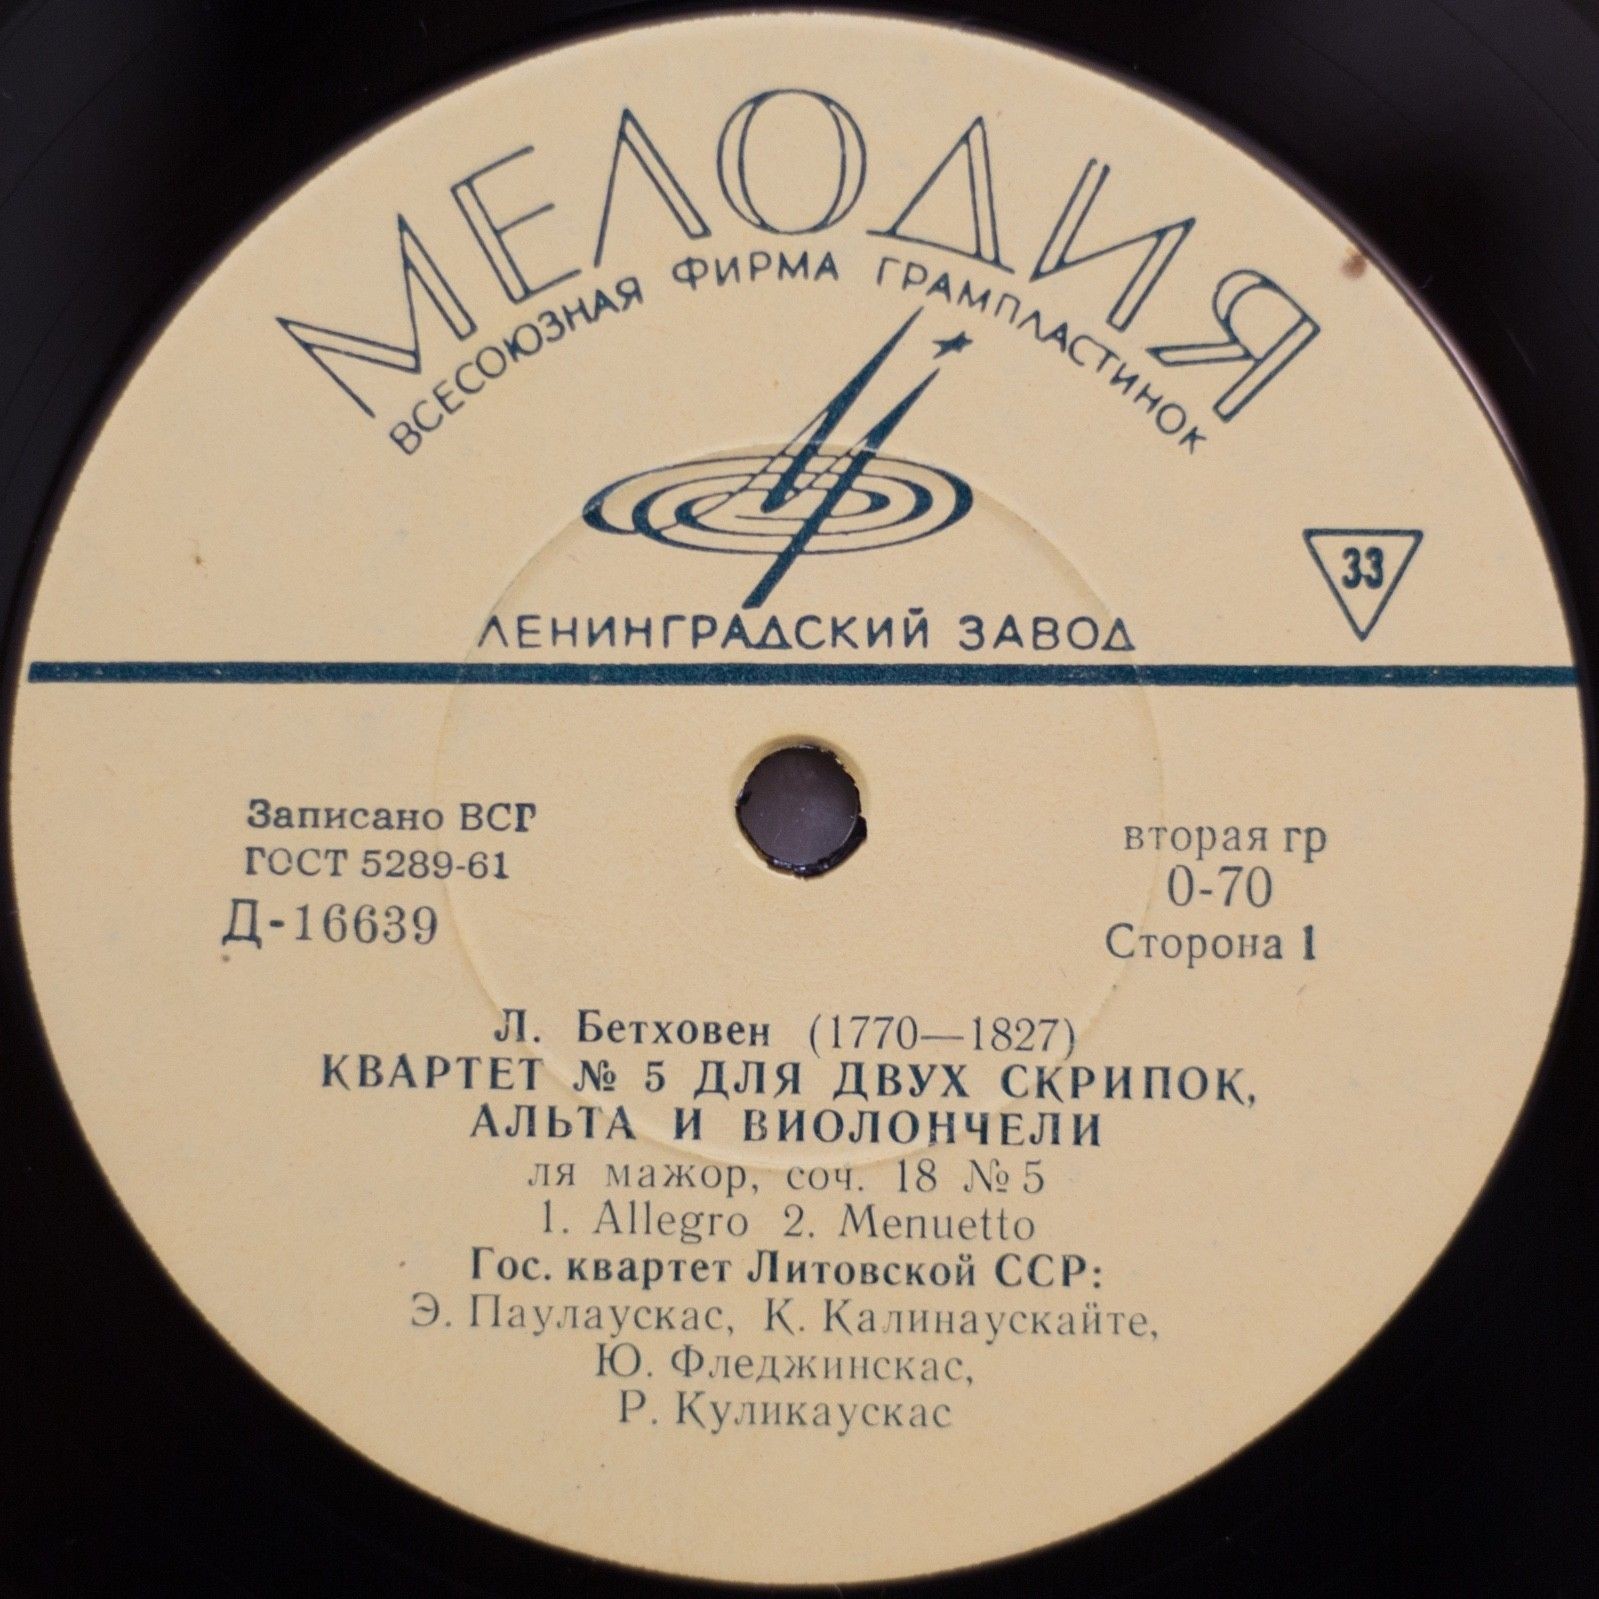 МЕЛОДИЯ
ВСЕСОЮЗНАЯ ФИРМА ГРАМПЛАСТИНОК
33
ЛЕНИНГРАДСКИЙ ЗАВОД
Записано ВСГ
ГОСТ 5289-61
Д-16639
вторая гр
0-70
Сторона 1
Л. Бетховен (1770—1827)
КВАРТЕТ № 5 ДЛЯ ДВУХ СКРИПОК,
АЛЬТА И ВИОЛОНЧЕЛИ
ля мажор, соч. 18 № 5
1. Allegro 2. Menuetto
Гос. квартет Литовской ССР:
Э. Паулаускас, К. Калинаускайте,
Ю. Фледжинскас,
Р. Куликаускас